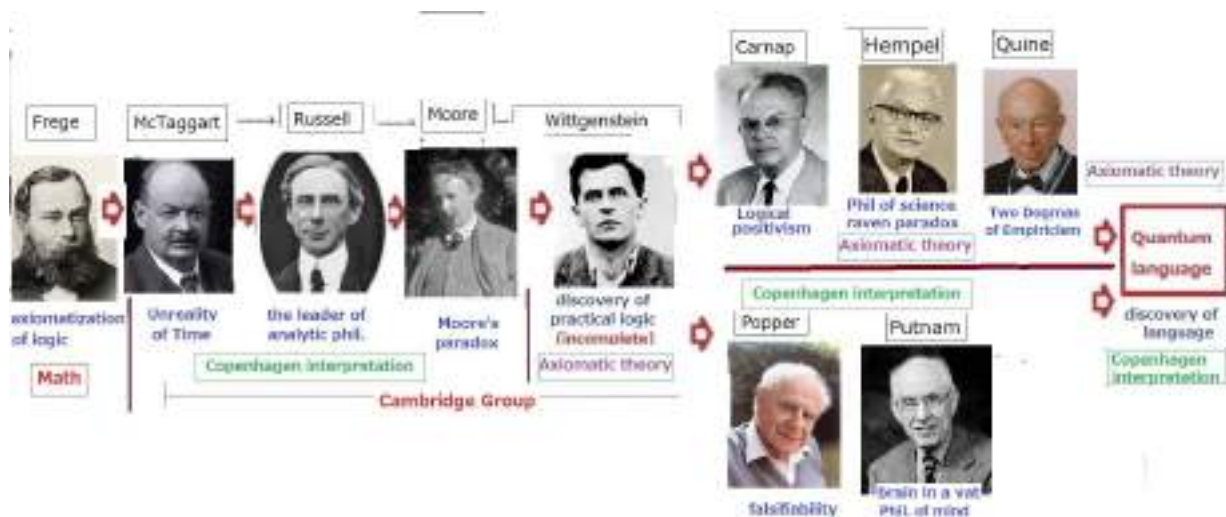 Frege
McTaggart
Russell
Moore
Wittgenstein
Carnap
Hempel
Quine
axiomatization
of logic
Math
Unreality
of Time
the leader of
analytic phil.
Copenhagen interpretation
Moore's
paradox
discovery of
practical logic
(incomplete)
Axiomatic theory
Cambridge Group
Logical
positivism
Phil of science
raven paradox
Axiomatic theory
Two Dogmas
of Empiricism
Axiomatic theory
Copenhagen interpretation
Popper
Putnam
falsifiability
brain in a vat
Phil. of mind
Quantum
language
discovery of
language
Copenhagen
interpretation